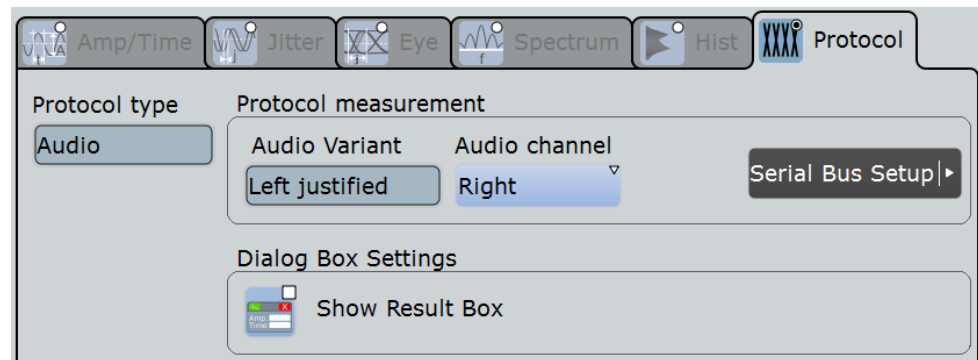 Amp/Time Jitter Eye Spectrum Hist Protocol
Protocol type Protocol measurement
Audio Audio Variant Audio channel
Left justified Right Serial Bus Setup
Dialog Box Settings
Show Result Box